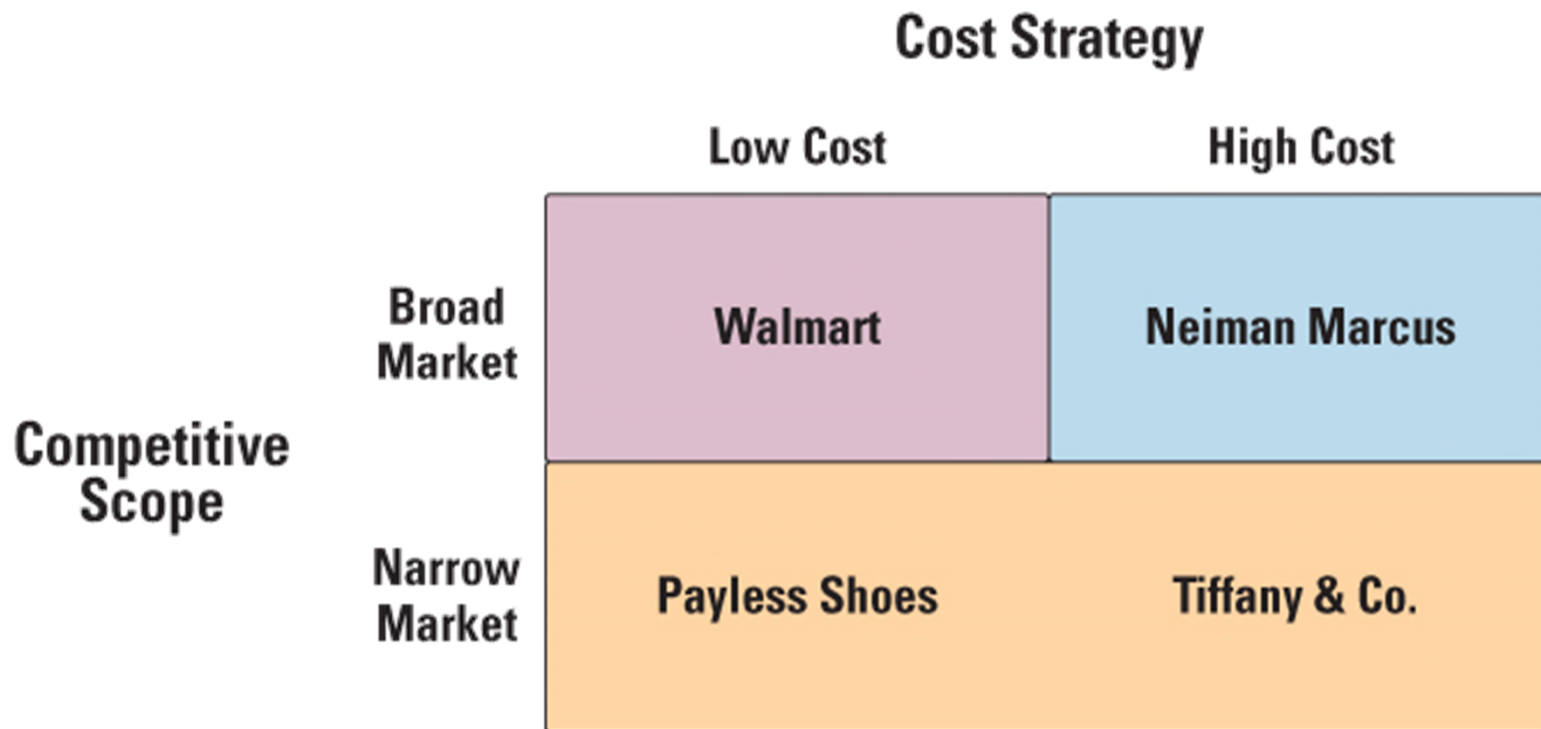 Cost Strategy
Low Cost
High Cost
Broad
Market
Walmart
Neiman Marcus
Competitive
Scope
Narrow
Market
Payless Shoes
Tiffany & Co.